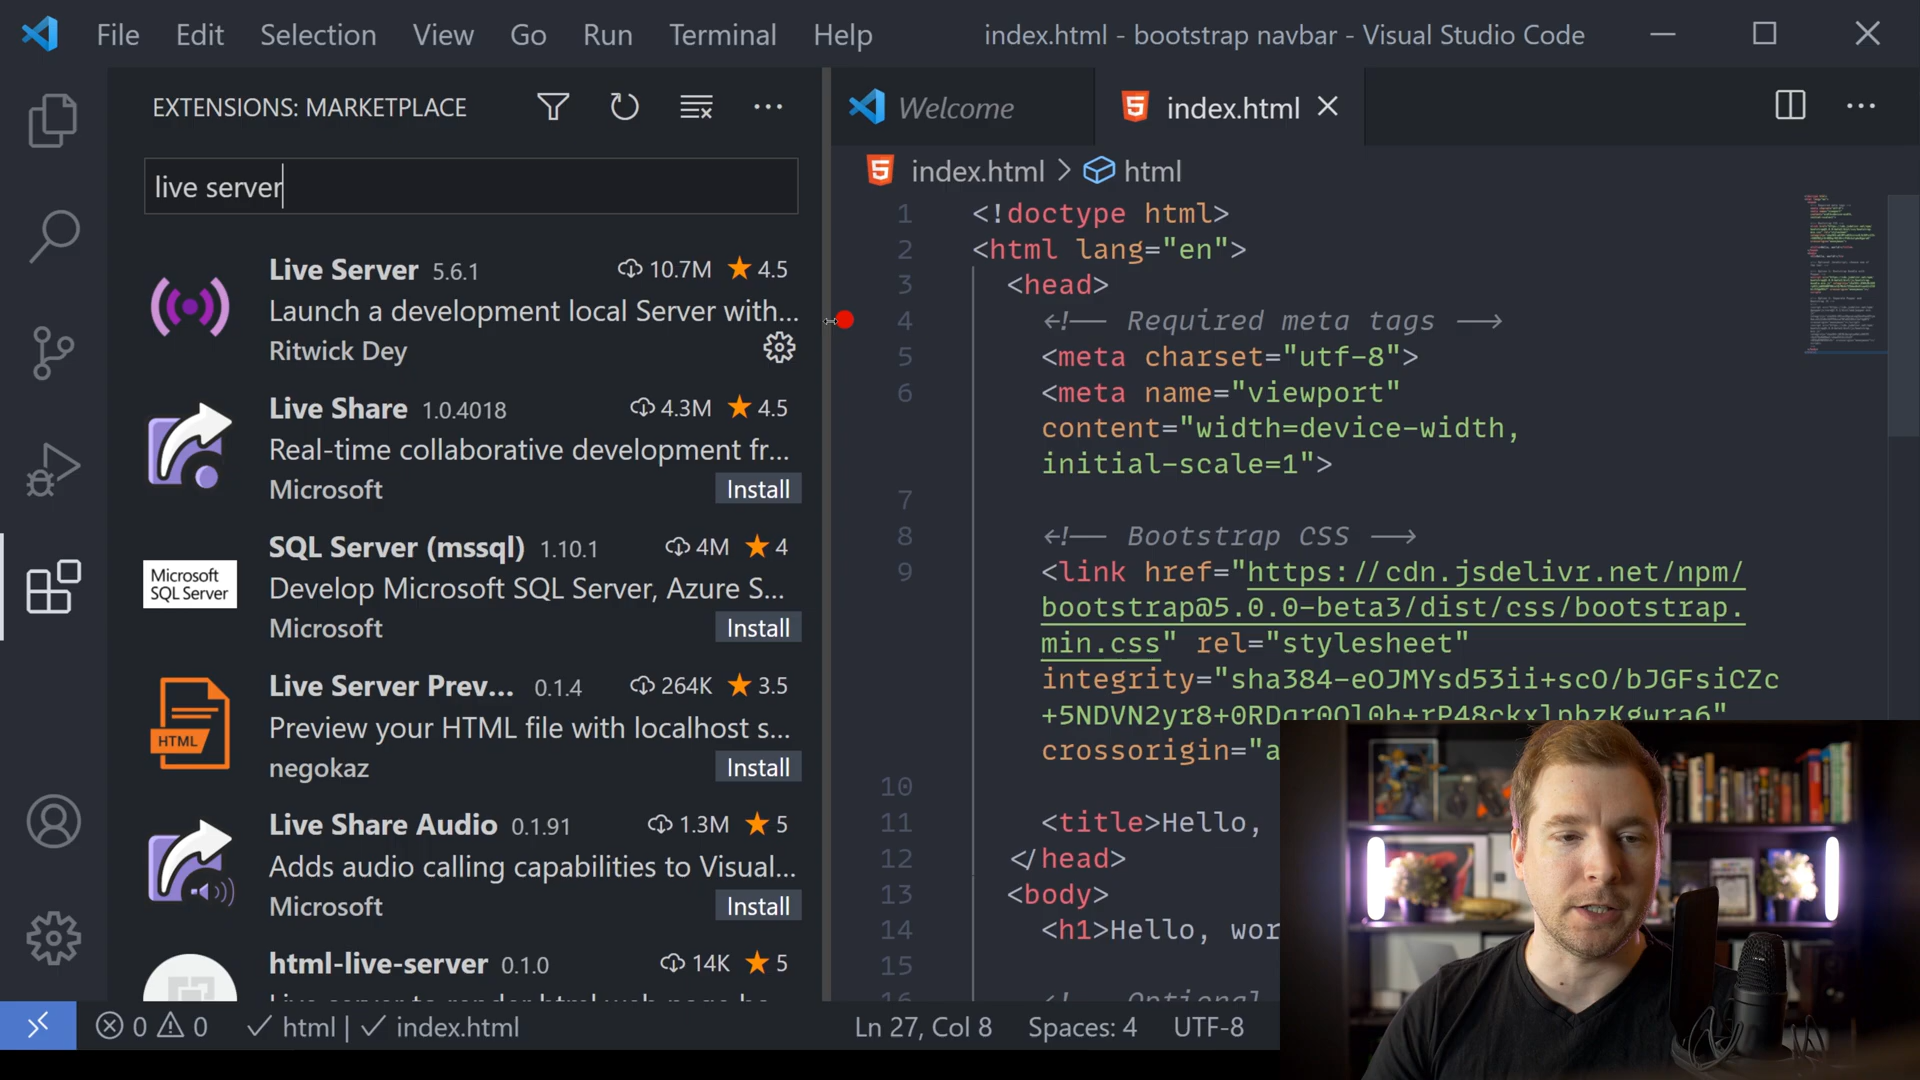 File Edit Selection View Go Run Terminal Help index.html - bootstrap navbar - Visual Studio Code
EXTENSIONS: MARKETPLACE
live server
Live Server 5.6.1 10.7M 4.5
Launch a development local Server with...
Ritwick Dey
Live Share 1.0.4018 4.3M 4.5
Real-time collaborative development fr...
Microsoft Install
Microsoft
SQL Server
SQL Server (mssql) 1.10.1 4M 4
Develop Microsoft SQL Server, Azure S...
Microsoft Install
HTML
Live Server Prev... 0.1.4 264K 3.5
Preview your HTML file with localhost s...
negokaz Install
Live Share Audio 0.1.91 1.3M 5
Adds audio calling capabilities to Visual...
Microsoft Install
html-live-server 0.1.0 14K 5
Welcome index.html
index.html > html
1 <!doctype html>
2 <html lang="en">
3 <head>
4 <!-- Required meta tags -->
5 <meta charset="utf-8">
6 <meta name="viewport"
content="width=device-width,
initial-scale=1">
7
8 <!-- Bootstrap CSS -->
9 <link href="https://cdn.jsdelivr.net/npm/
bootstrap@5.0.0-beta3/dist/css/bootstrap.
min.css" rel="stylesheet"
integrity="sha384-eOJMYsd53ii+scO/bJGFsiCZc
+5NDVN2yr8+0RDqr0Ql0h+rP48ckxlpbzKgwra6"
crossorigin="a
10
11 <title>Hello,
12 </head>
13 <body>
14 <h1>Hello, wor
15
16 <!-- Optional
0 0 html | index.html Ln 27, Col 8 Spaces: 4 UTF-8